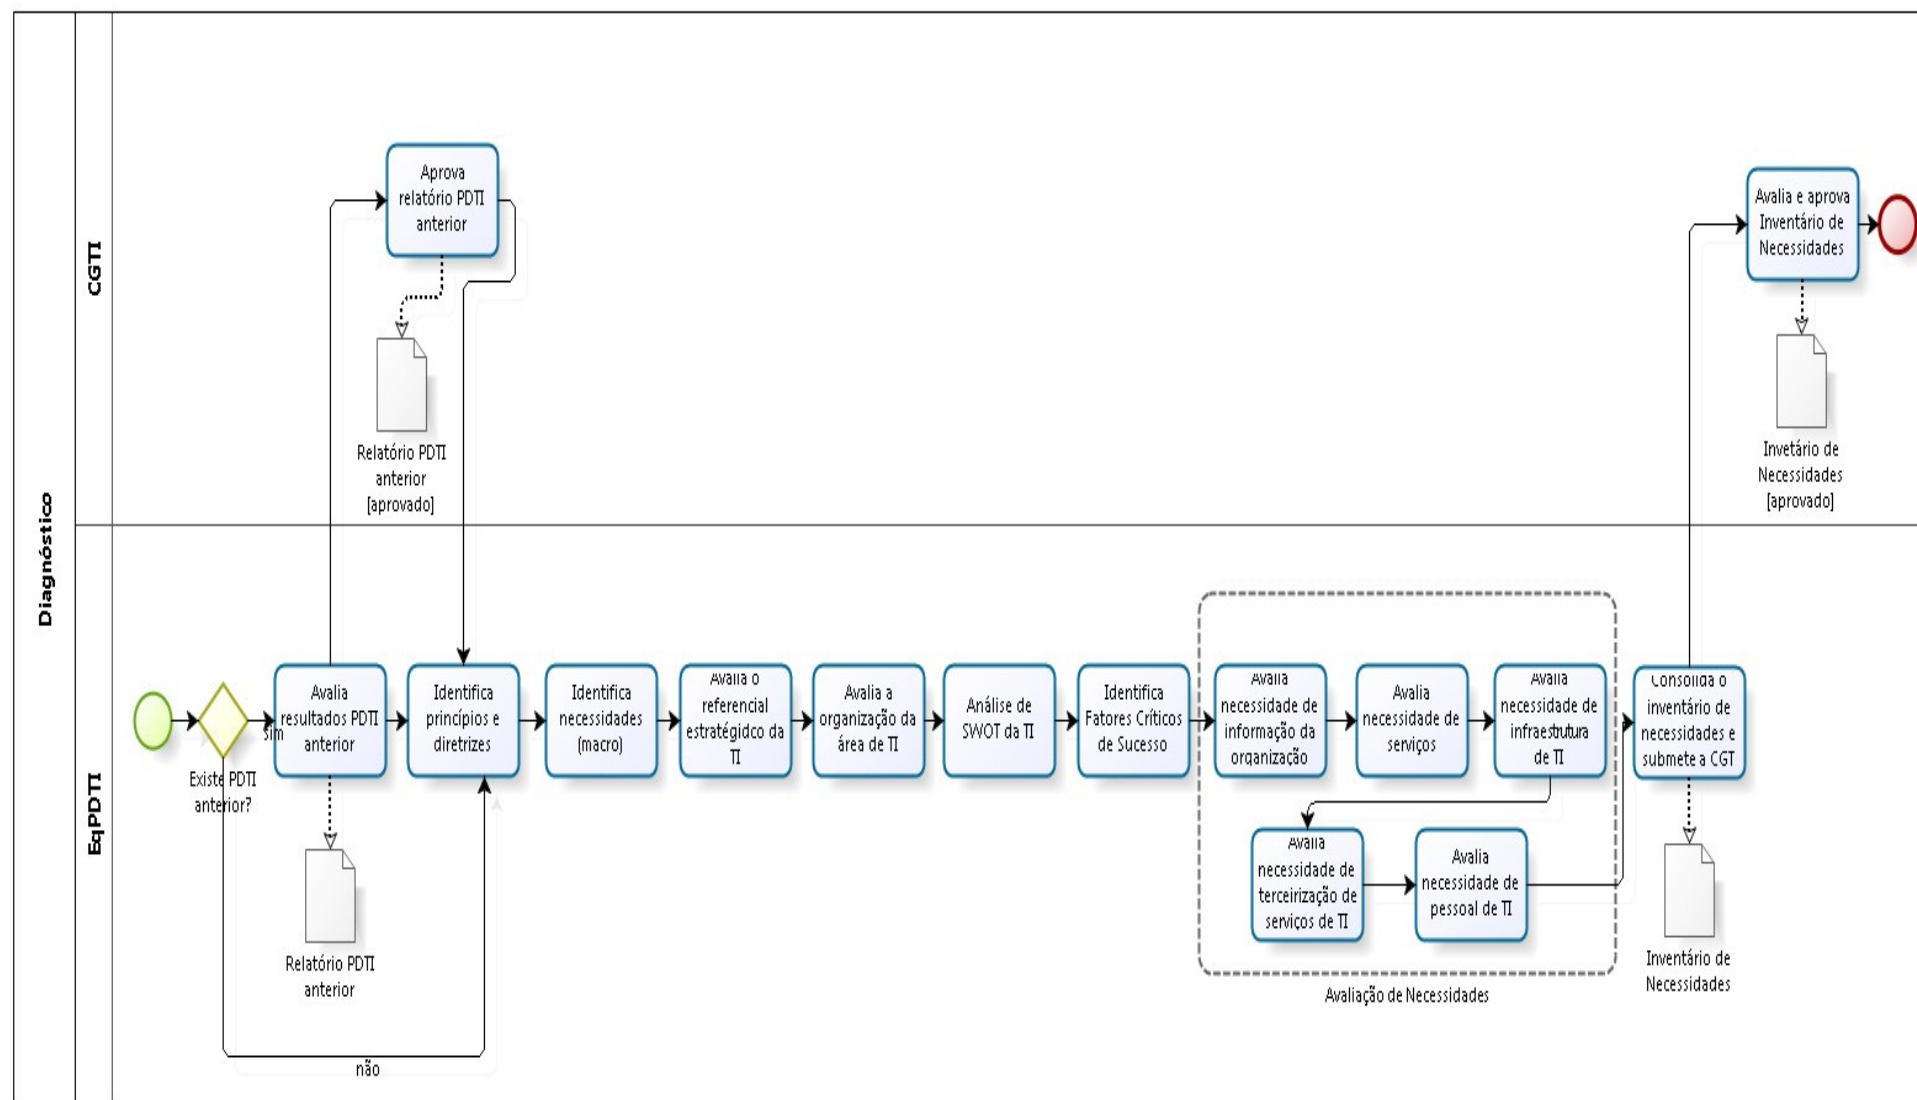 Diagnóstico
CGTI
Aprova
relatório PDTI
anterior
Relatório PDTI
anterior
[aprovado]
Avalia e aprova
Inventário de
Necessidades
Invetário de
Necessidades
[aprovado]
EqPDTI
Existe PDTI
anterior?
sim
não
Avalia
resultados PDTI
anterior
Relatório PDTI
anterior
Identifica
princípios e
diretrizes
Identifica
necessidades
(macro)
Avalia o
referencial
estratégidco da
TI
Avalia a
organização da
área de TI
Análise de
SWOT da TI
Identifica
Fatores Críticos
de Sucesso
Avalia
necessidade de
informação da
organização
Avalia
necessidade de
serviços
Avalia
necessidade de
infraestrutura
de TI
Avalia
necessidade de
terceirização de
serviços de TI
Avalia
necessidade de
pessoal de TI
Avaliação de Necessidades
Consolida o
inventário de
necessidades e
submete a CGT
Inventário de
Necessidades